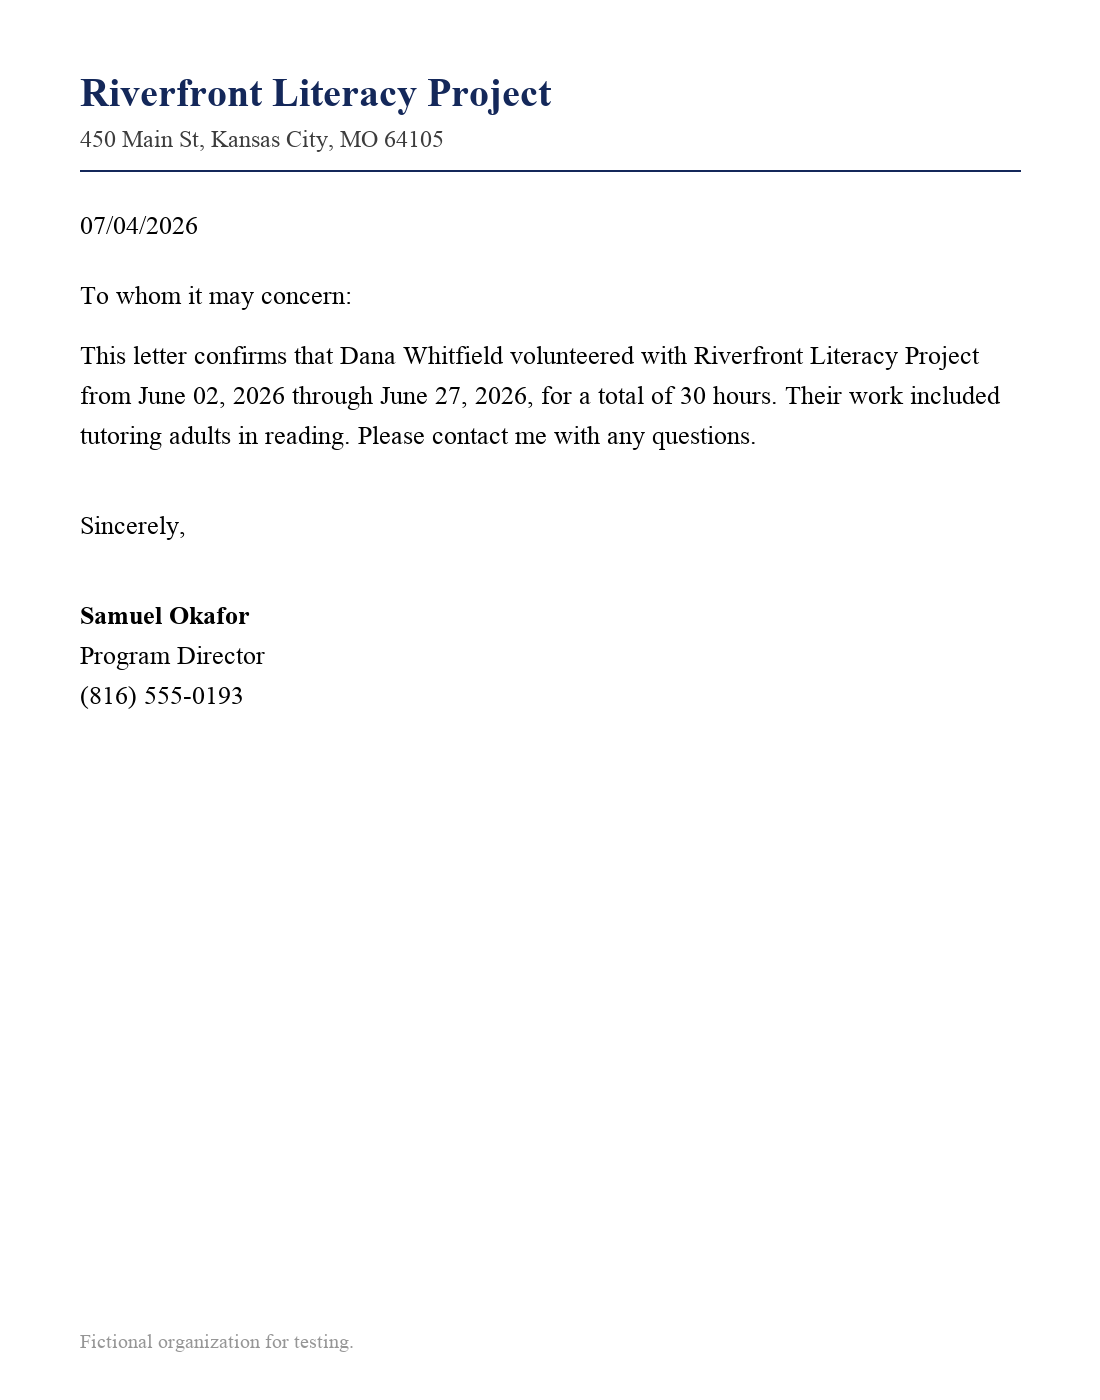 Riverfront Literacy Project
450 Main St, Kansas City, MO 64105
07/04/2026
To whom it may concern:
This letter confirms that Dana Whitfield volunteered with Riverfront Literacy Project
from June 02, 2026 through June 27, 2026, for a total of 30 hours. Their work included
tutoring adults in reading. Please contact me with any questions.
Sincerely,
Samuel Okafor
Program Director
(816) 555-0193
Fictional organization for testing.